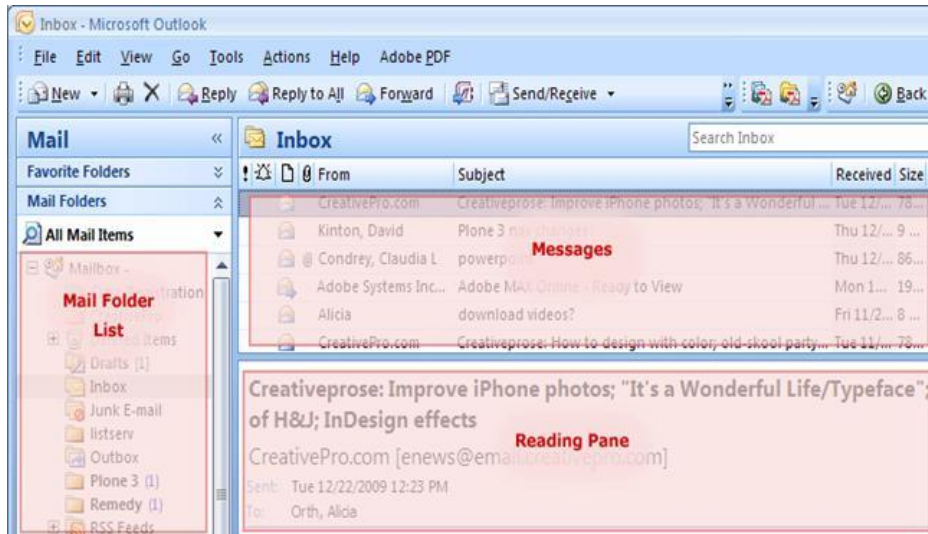 Inbox - Microsoft Outlook
File Edit View Go Tools Actions Help Adobe PDF
New Reply Reply to All Forward Send/Receive Back
Mail «
Inbox
Search Inbox
Favorite Folders
! From Subject Received Size
Mail Folders
All Mail Items
CreativePro.com Creativeprose: Improve iPhone photos; "It's a Wonderful ... Tue 12/... 78...
Kinton, David Plone 3 Thu 12/... 9 ...
Condrey, Claudia L Thu 12/... 86...
Adobe Systems Inc... Adobe MAX Online - Ready to View Mon 1... 19...
Alicia download videos? Fri 11/2... 8 ...
CreativePro.com Creativeprose: How to design with color; old-skool party... Tue 11/... 78...
Messages
Mailbox -
Mail Folder
List
Items
Drafts (1)
Inbox
Junk E-mail
listserv
Outbox
Plone 3 (1)
Remedy (1)
RSS Feeds
Creativeprose: Improve iPhone photos; "It's a Wonderful Life/Typeface";
of H&J; InDesign effects
Reading Pane
CreativePro.com [enews@email.creativepro.com]
Sent: Tue 12/22/2009 12:23 PM
To: Orth, Alicia